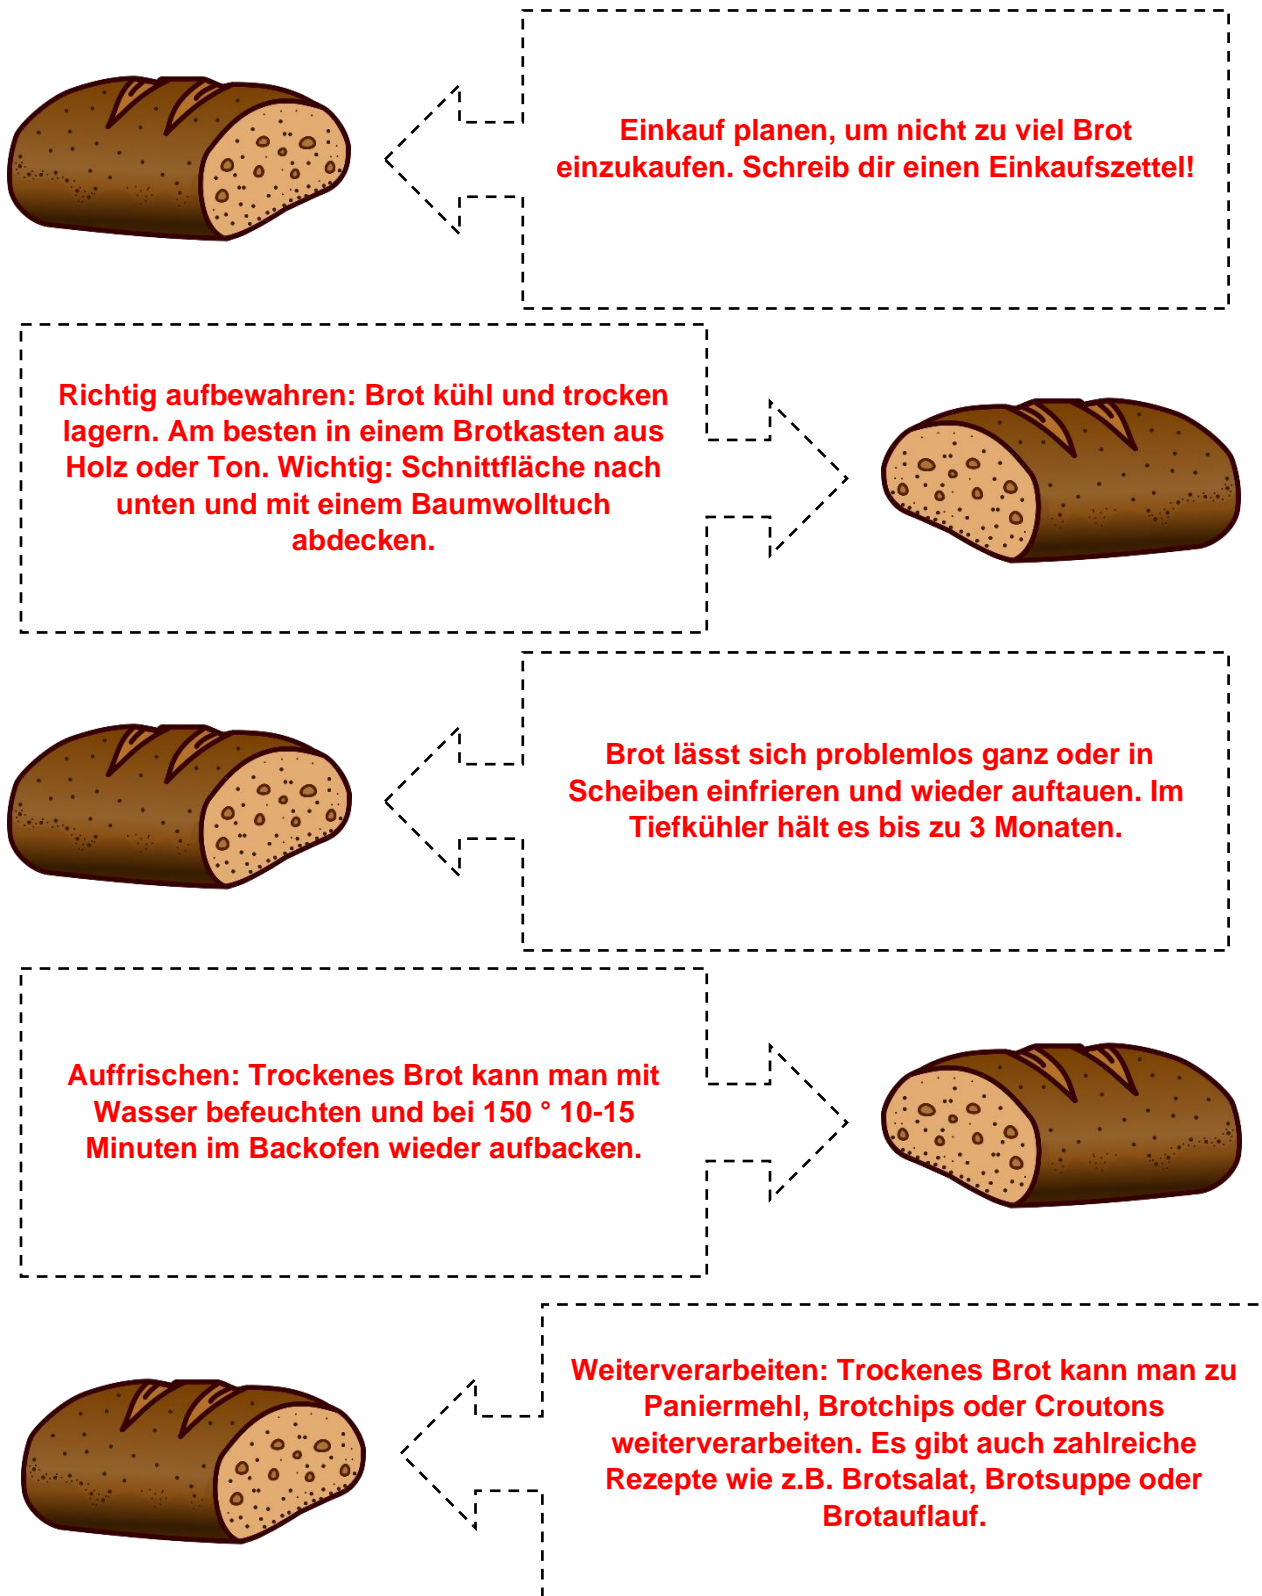 Einkauf planen, um nicht zu viel Brot
einzukaufen. Schreib dir einen Einkaufszettel!
Richtig aufbewahren: Brot kühl und trocken
lagern. Am besten in einem Brotkasten aus
Holz oder Ton. Wichtig: Schnittfläche nach
unten und mit einem Baumwolltuch
abdecken.
Brot lässt sich problemlos ganz oder in
Scheiben einfrieren und wieder auftauen. Im
Tiefkühler hält es bis zu 3 Monaten.
Auffrischen: Trockenes Brot kann man mit
Wasser befeuchten und bei 150 ° 10-15
Minuten im Backofen wieder aufbacken.
Weiterverarbeiten: Trockenes Brot kann man zu
Paniermehl, Brotchips oder Croutons
weiterverarbeiten. Es gibt auch zahlreiche
Rezepte wie z.B. Brotsalat, Brotsuppe oder
Brotauflauf.